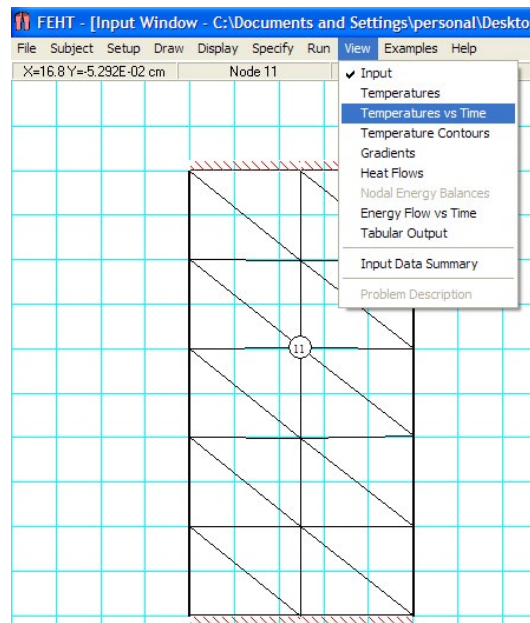 FEHT - [Input Window - C:\Documents and Settings\personal\Deskto
File Subject Setup Draw Display Specify Run View Examples Help
X=16.8 Y=-5.292E-02 cm Node 11
Input
Temperatures
Temperatures vs Time
Temperature Contours
Gradients
Heat Flows
Nodal Energy Balances
Energy Flow vs Time
Tabular Output
Input Data Summary
Problem Description
11